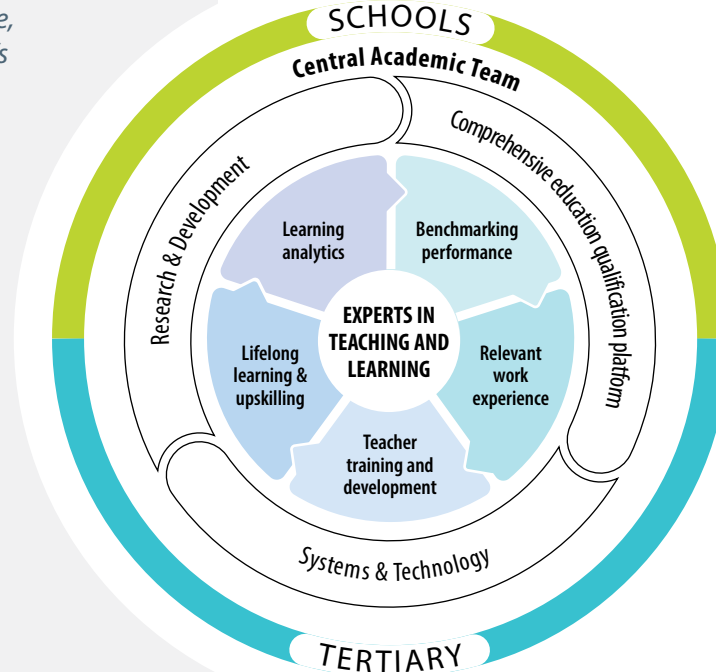 e,
s
SCHOOLS
Central Academic Team
Research & Development
Comprehensive education qualification platform
Learning
analytics
Benchmarking
performance
EXPERTS IN
TEACHING AND
LEARNING
Lifelong
learning &
upskilling
Relevant
work
experience
Teacher
training and
development
Systems & Technology
TERTIARY